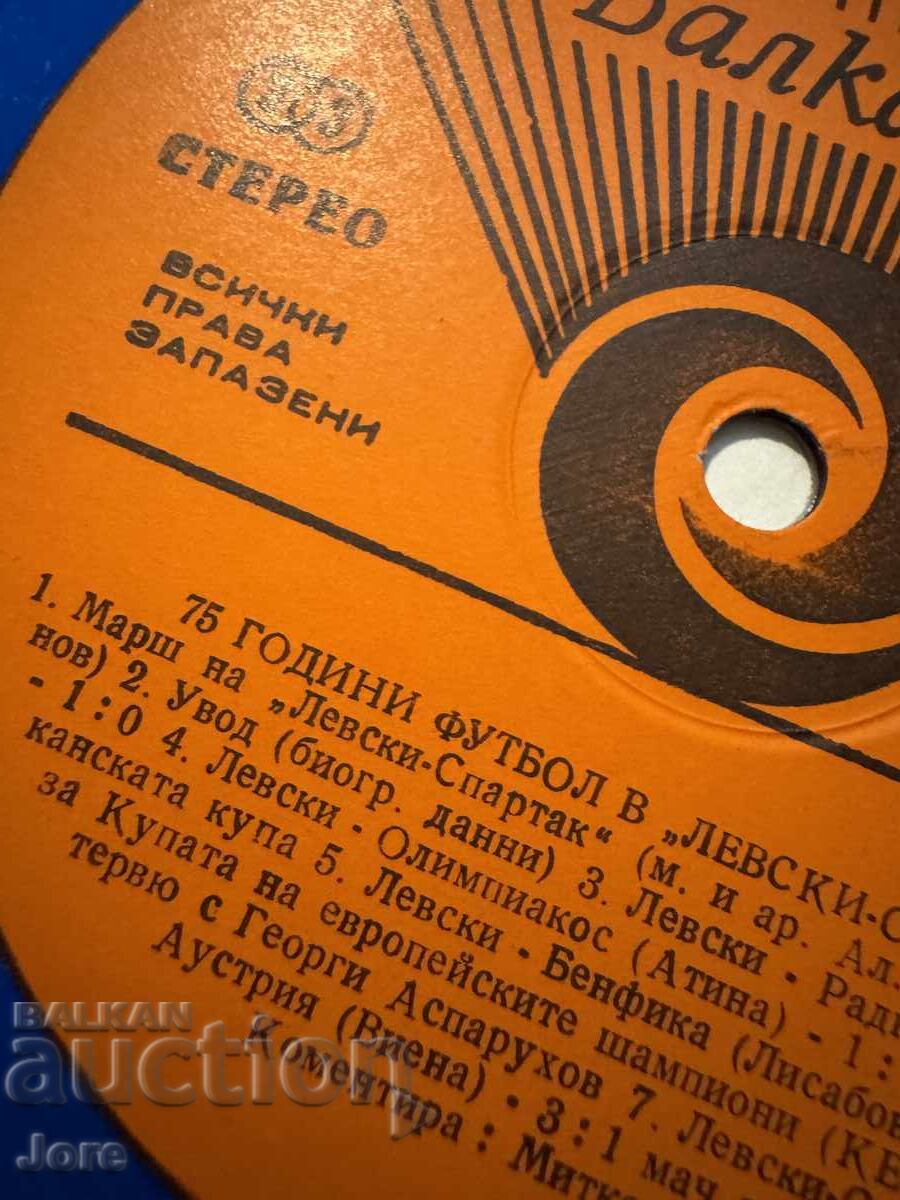 Балка
33
СТЕРЕО
ВСИЧКИ
ПРАВА
ЗАПАЗЕНИ
75 ГОДИНИ ФУТБОЛ В „ЛЕВСКИ-С
1. Марш на „Левски-Спартак“ (м. и ар. Ал.
нов) 2. Увод (биогр. данни) 3. Левски - Рад
- 1:0 4. Левски - Олимпиакос (Атина) - 1:
канската купа 5. Левски - Бенфика (Лисабо
за Купата на европейските шампиони (КЕ
тервю с Георги Аспарухов 7. Левски-
Аустрия (Виена) - 3:1 мач
Коментира: Митк
BALKAN
auction
Jore